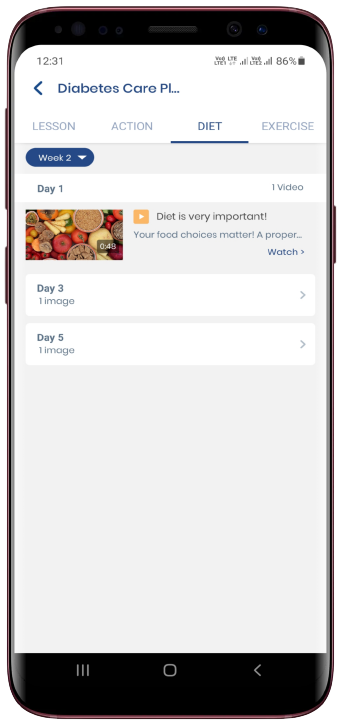 12:31 Vo) LTE LTE1 Vo) LTE2 86%
Diabetes Care Pl...
LESSON ACTION DIET EXERCISE
Week 2
Day 1 1 Video
Diet is very important!
0:48
Your food choices matter! A proper...
Watch >
Day 3
1 image
Day 5
1 image